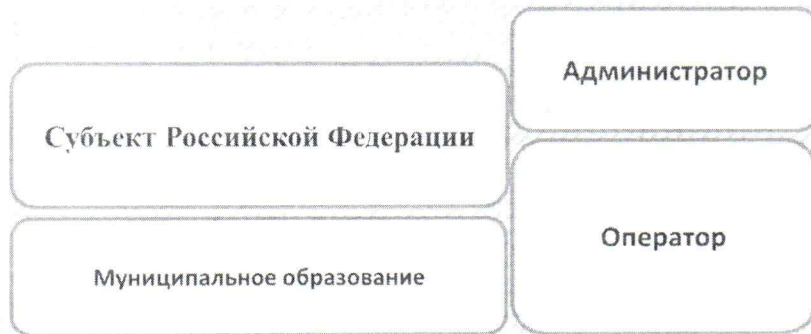 Администратор
Субъект Российской Федерации
Оператор
Муниципальное образование